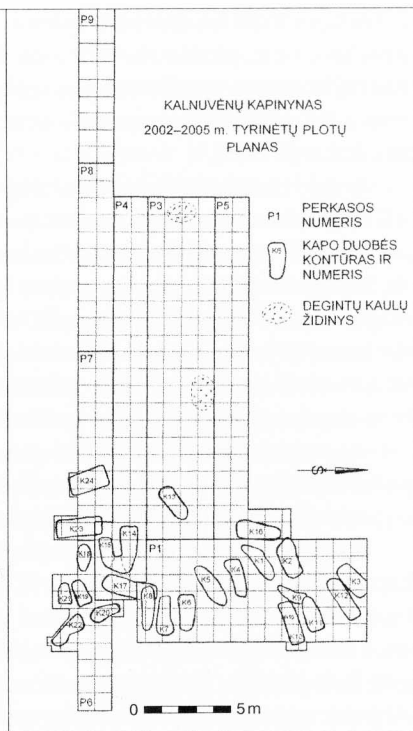 P9
KALNUVĖNŲ KAPINYNAS
2002–2005 m. TYRINĖTŲ PLOTŲ
PLANAS
P8
P4 P3 P5
P1 PERKASOS
NUMERIS
K6 KAPO DUOBĖS
KONTŪRAS IR
NUMERIS
DEGINTŲ KAULŲ
ŽIDINYS
P7
K24
K13
Š
K23
K14
K16
P1
K15
K18
K1
K2
K4
K3
K17
K5
K25
K19
K8
K9
K12
K20
K6
K7
K11
K22
K10
P6
0 5 m